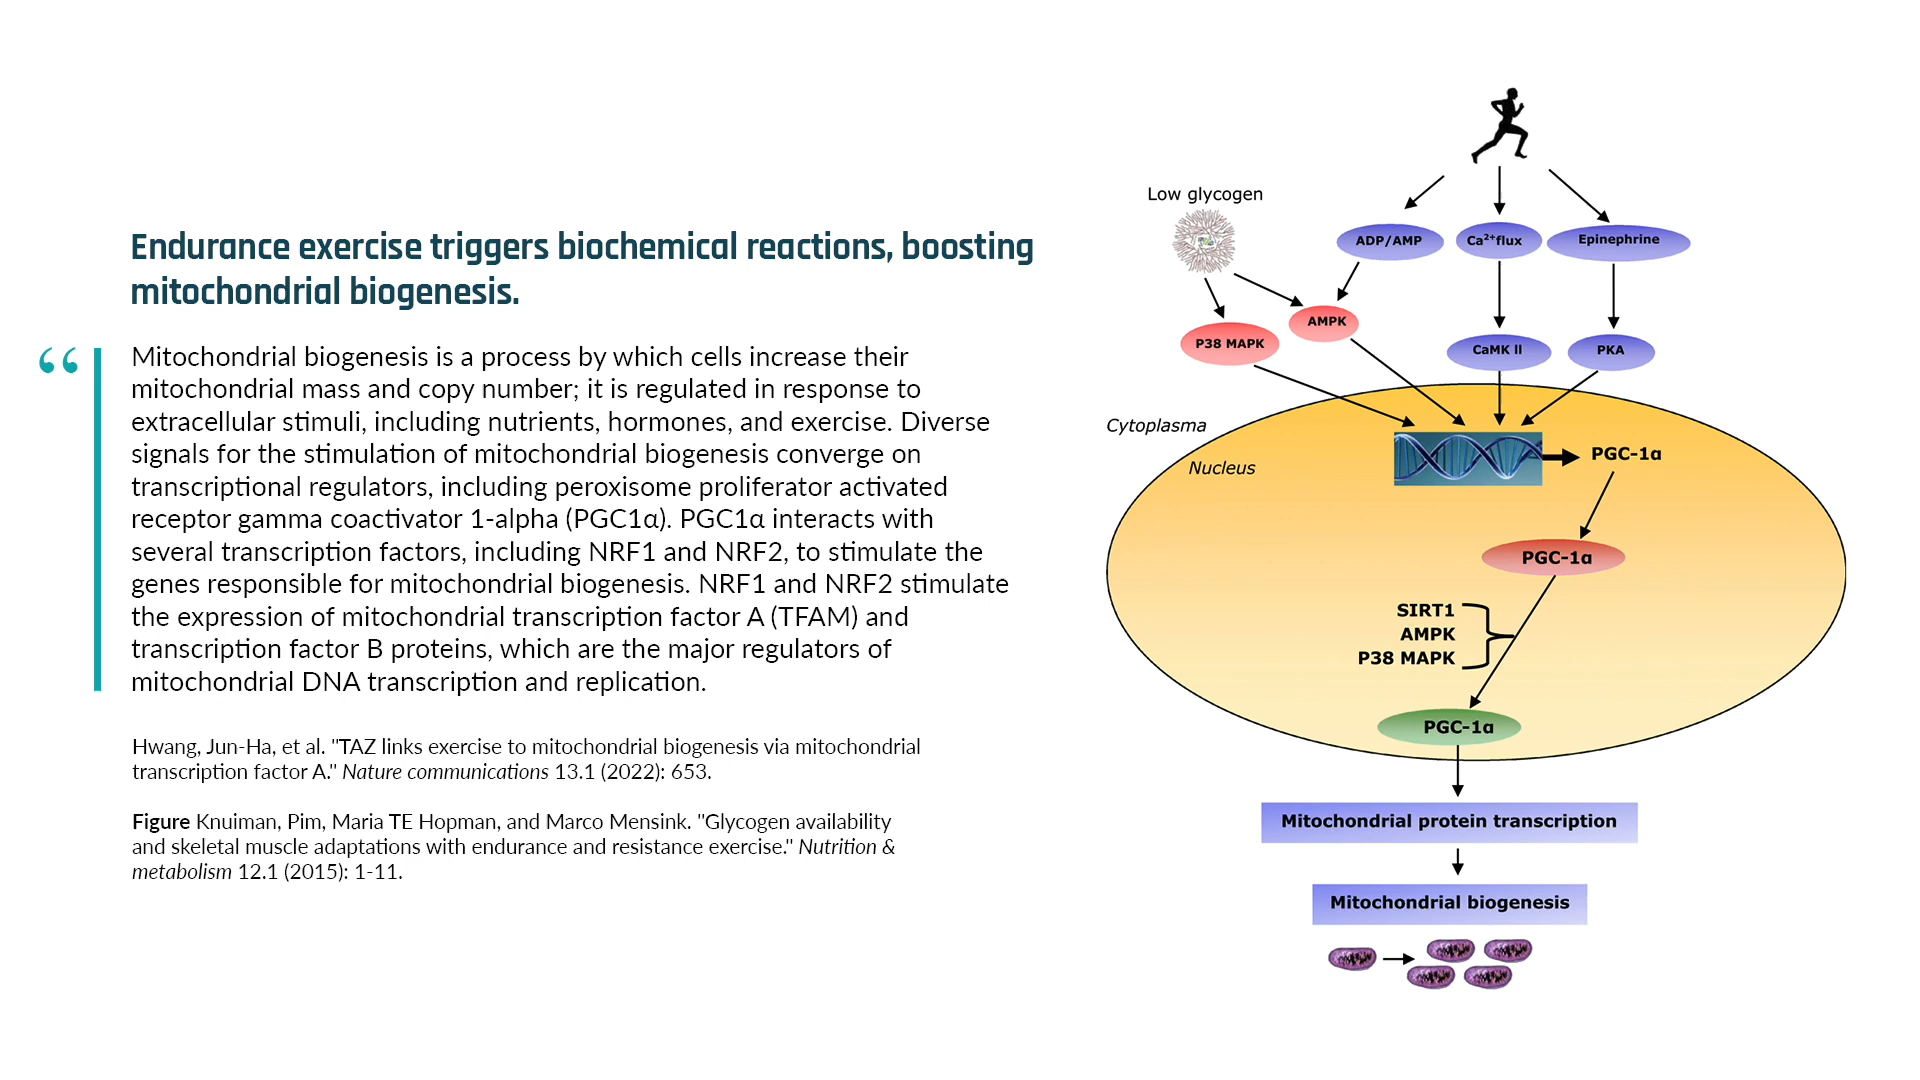 Endurance exercise triggers biochemical reactions, boosting
mitochondrial biogenesis.
“
Mitochondrial biogenesis is a process by which cells increase their
mitochondrial mass and copy number; it is regulated in response to
extracellular stimuli, including nutrients, hormones, and exercise. Diverse
signals for the stimulation of mitochondrial biogenesis converge on
transcriptional regulators, including peroxisome proliferator activated
receptor gamma coactivator 1-alpha (PGC1α). PGC1α interacts with
several transcription factors, including NRF1 and NRF2, to stimulate the
genes responsible for mitochondrial biogenesis. NRF1 and NRF2 stimulate
the expression of mitochondrial transcription factor A (TFAM) and
transcription factor B proteins, which are the major regulators of
mitochondrial DNA transcription and replication.
Hwang, Jun-Ha, et al. "TAZ links exercise to mitochondrial biogenesis via mitochondrial
transcription factor A." Nature communications 13.1 (2022): 653.
Figure Knuiman, Pim, Maria TE Hopman, and Marco Mensink. "Glycogen availability
and skeletal muscle adaptations with endurance and resistance exercise." Nutrition &
metabolism 12.1 (2015): 1-11.
Low glycogen
ADP/AMP
Ca²⁺flux
Epinephrine
P38 MAPK
AMPK
CaMK II
PKA
Cytoplasma
Nucleus
PGC-1α
PGC-1α
SIRT1
AMPK
P38 MAPK
PGC-1α
Mitochondrial protein transcription
Mitochondrial biogenesis